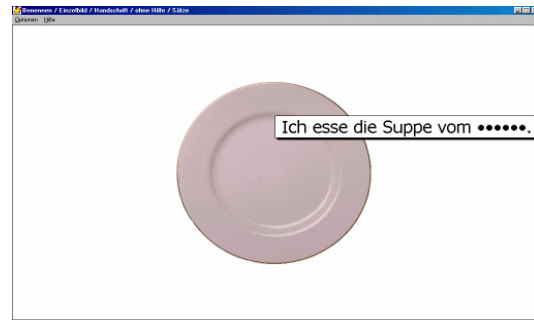 Benennen / Einzelbild / Handschrift / ohne Hilfe / Sätze
Optionen Hilfe
Ich esse die Suppe vom ••••••.